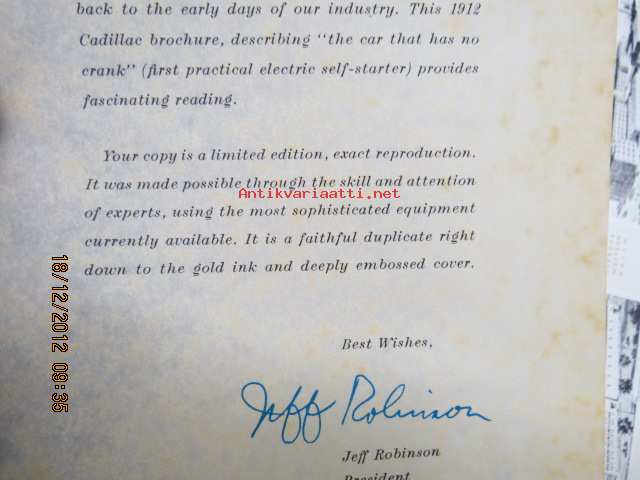 back to the early days of our industry. This 1912
Cadillac brochure, describing "the car that has no
crank" (first practical electric self-starter) provides
fascinating reading.
Your copy is a limited edition, exact reproduction.
It was made possible through the skill and attention
Antikvariaatti.net
of experts, using the most sophisticated equipment
currently available. It is a faithful duplicate right
down to the gold ink and deeply embossed cover.
Best Wishes,
Jeff Robinson
Jeff Robinson
President
18/12/2012 09:35